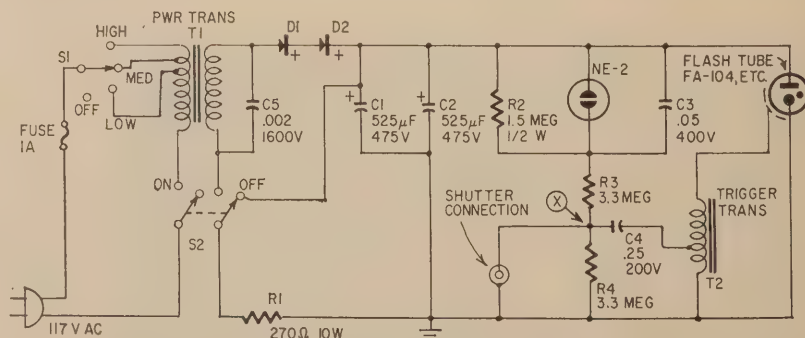 PWR TRANS
T1
HIGH
S1
MED
OFF
LOW
FUSE
1A
ON
OFF
S2
117 V AC
R1
270Ω 10W
D1
D2
+
+
C5
.002
1600V
+
C1
525µF
475V
+
C2
525µF
475V
R2
1.5 MEG
1/2 W
NE-2
C3
.05
400V
FLASH TUBE
FA-104, ETC.
R3
3.3 MEG
SHUTTER
CONNECTION
X
C4
.25
200V
R4
3.3 MEG
TRIGGER
TRANS
T2